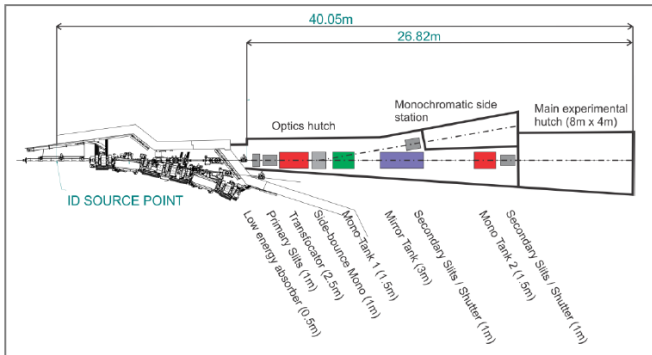 40.05m
26.82m
Optics hutch
Monochromatic side
station
Main experimental
hutch (8m x 4m)
ID SOURCE POINT
Low energy absorber (0.5m)
Primary Slits (1m)
Transfocator (2.5m)
Side-bounce Mono (1m)
Mono Tank 1 (1.5m)
Mirror Tank (3m)
Secondary Slits / Shutter (1m)
Mono Tank 2 (1.5m)
Secondary Slits / Shutter (1m)